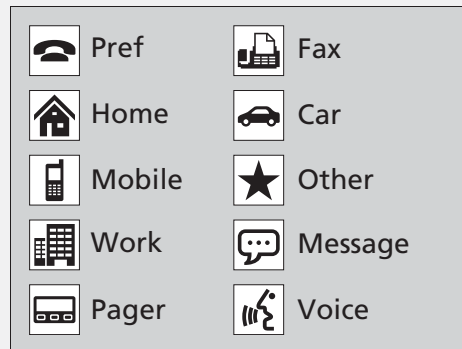 Pref
Fax
Home
Car
Mobile
Other
Work
Message
Pager
Voice